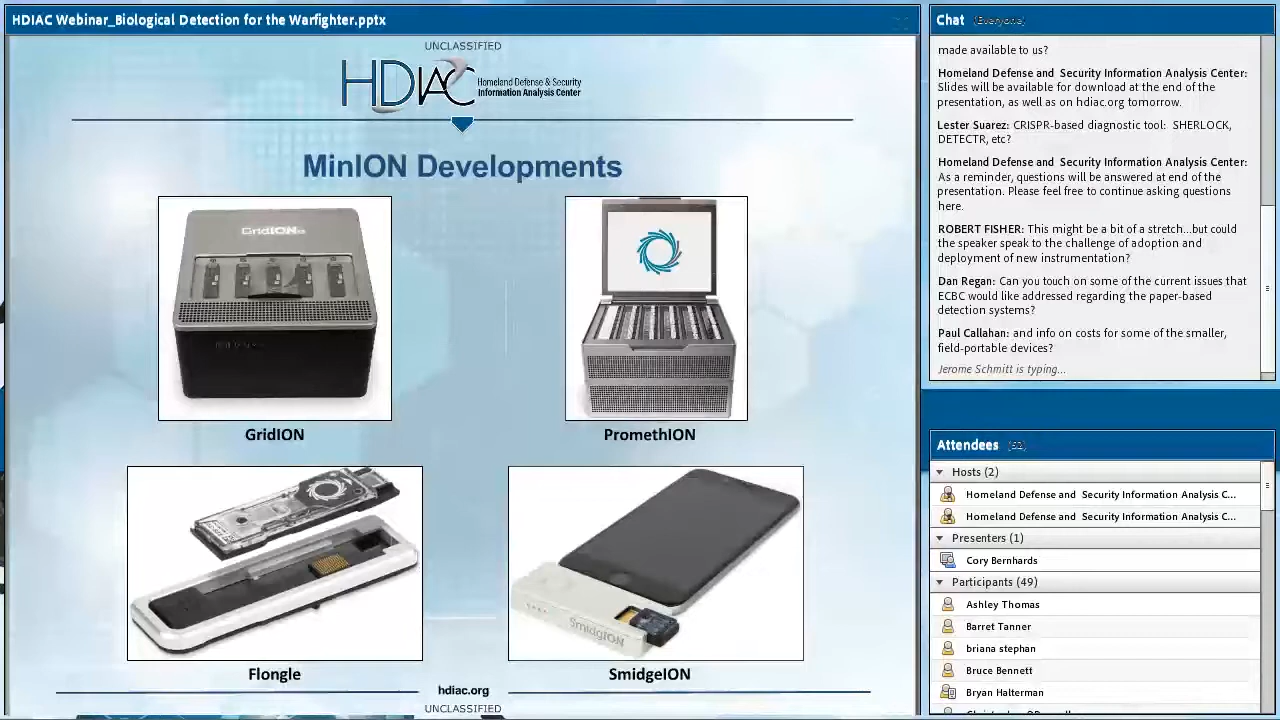 HDIAC Webinar_Biological Detection for the Warfighter.pptx
UNCLASSIFIED
HDIAC
Homeland Defense & Security
Information Analysis Center
MinION Developments
GridION
GridION
PromethION
SmidgION
Flongle
SmidgeION
hdiac.org
UNCLASSIFIED
Chat (Everyone)
made available to us?
Homeland Defense and Security Information Analysis Center:
Slides will be available for download at the end of the
presentation, as well as on hdiac.org tomorrow.
Lester Suarez: CRISPR-based diagnostic tool: SHERLOCK,
DETECTR, etc?
Homeland Defense and Security Information Analysis Center:
As a reminder, questions will be answered at end of the
presentation. Please feel free to continue asking questions
here.
ROBERT FISHER: This might be a bit of a stretch...but could
the speaker speak to the challenge of adoption and
deployment of new instrumentation?
Dan Regan: Can you touch on some of the current issues that
ECBC would like addressed regarding the paper-based
detection systems?
Paul Callahan: and info on costs for some of the smaller,
field-portable devices?
Jerome Schmitt is typing...
Attendees (52)
Hosts (2)
Homeland Defense and Security Information Analysis C...
Homeland Defense and Security Information Analysis C...
Presenters (1)
Cory Bernhards
Participants (49)
Ashley Thomas
Barret Tanner
briana stephan
Bruce Bennett
Bryan Halterman